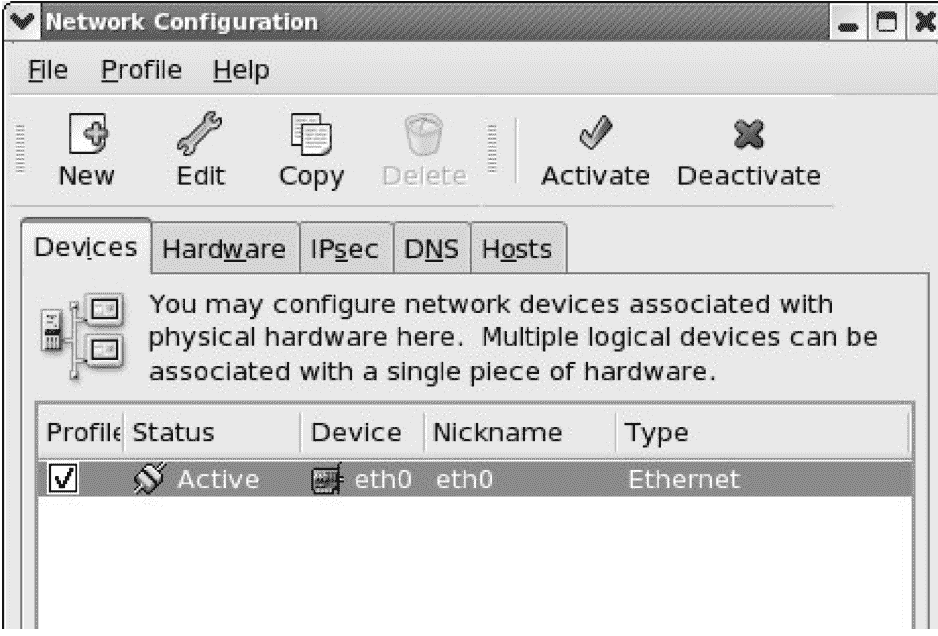 Network Configuration
File Profile Help
New Edit Copy Delete Activate Deactivate
Devices Hardware IPsec DNS Hosts
You may configure network devices associated with
physical hardware here. Multiple logical devices can be
associated with a single piece of hardware.
Profile Status Device Nickname Type
Active eth0 eth0 Ethernet